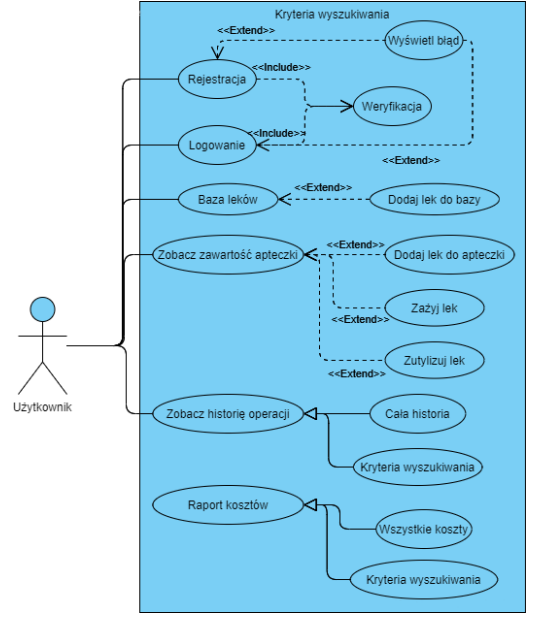 Kryteria wyszukiwania
<<Extend>>
Wyświetl błąd
<<Include>>
Rejestracja
Weryfikacja
<<Include>>
Logowanie
<<Extend>>
<<Extend>>
Baza leków
Dodaj lek do bazy
<<Extend>>
Zobacz zawartość apteczki
Dodaj lek do apteczki
Zażyj lek
<<Extend>>
Zutylizuj lek
<<Extend>>
Użytkownik
Zobacz historię operacji
Cała historia
Kryteria wyszukiwania
Raport kosztów
Wszystkie koszty
Kryteria wyszukiwania